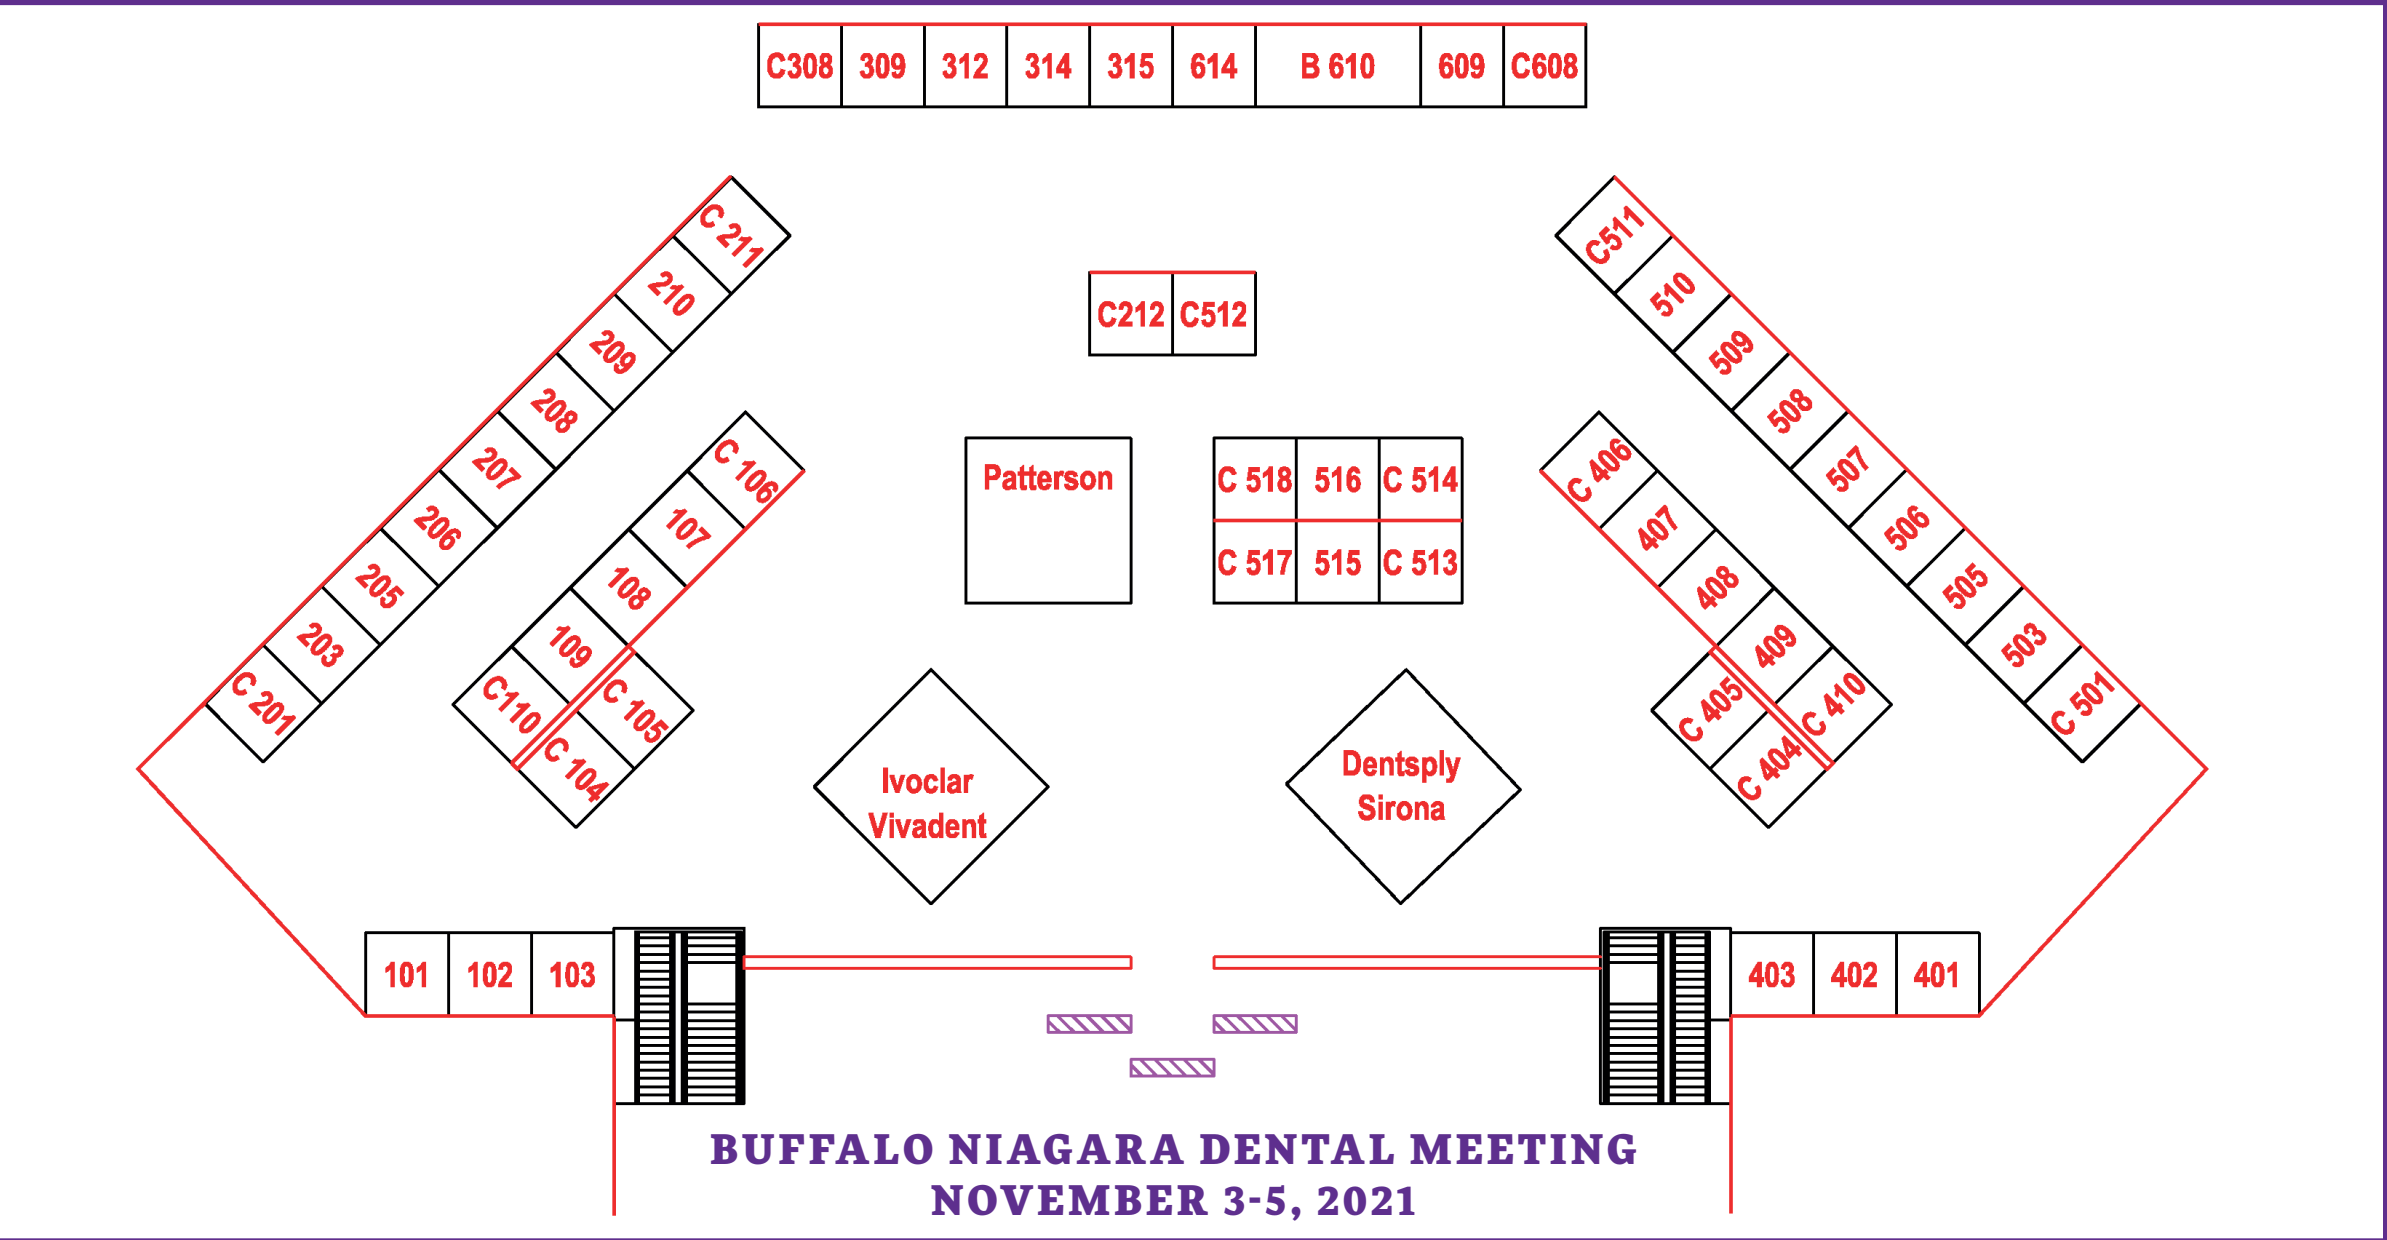 C308 309 312 314 315 614 B 610 609 C608
C 211
210
209
208
207
206
205
203
C 201
C 106
107
108
109
C110
C 105
C 104
C212 C512
Patterson
C 518 516 C 514
C 517 515 C 513
Ivoclar
Vivadent
Dentsply
Sirona
C 406
407
408
409
C 410
C 405
C 404
C511
510
509
508
507
506
505
503
C 501
101 102 103
403 402 401
BUFFALO NIAGARA DENTAL MEETING
NOVEMBER 3-5, 2021